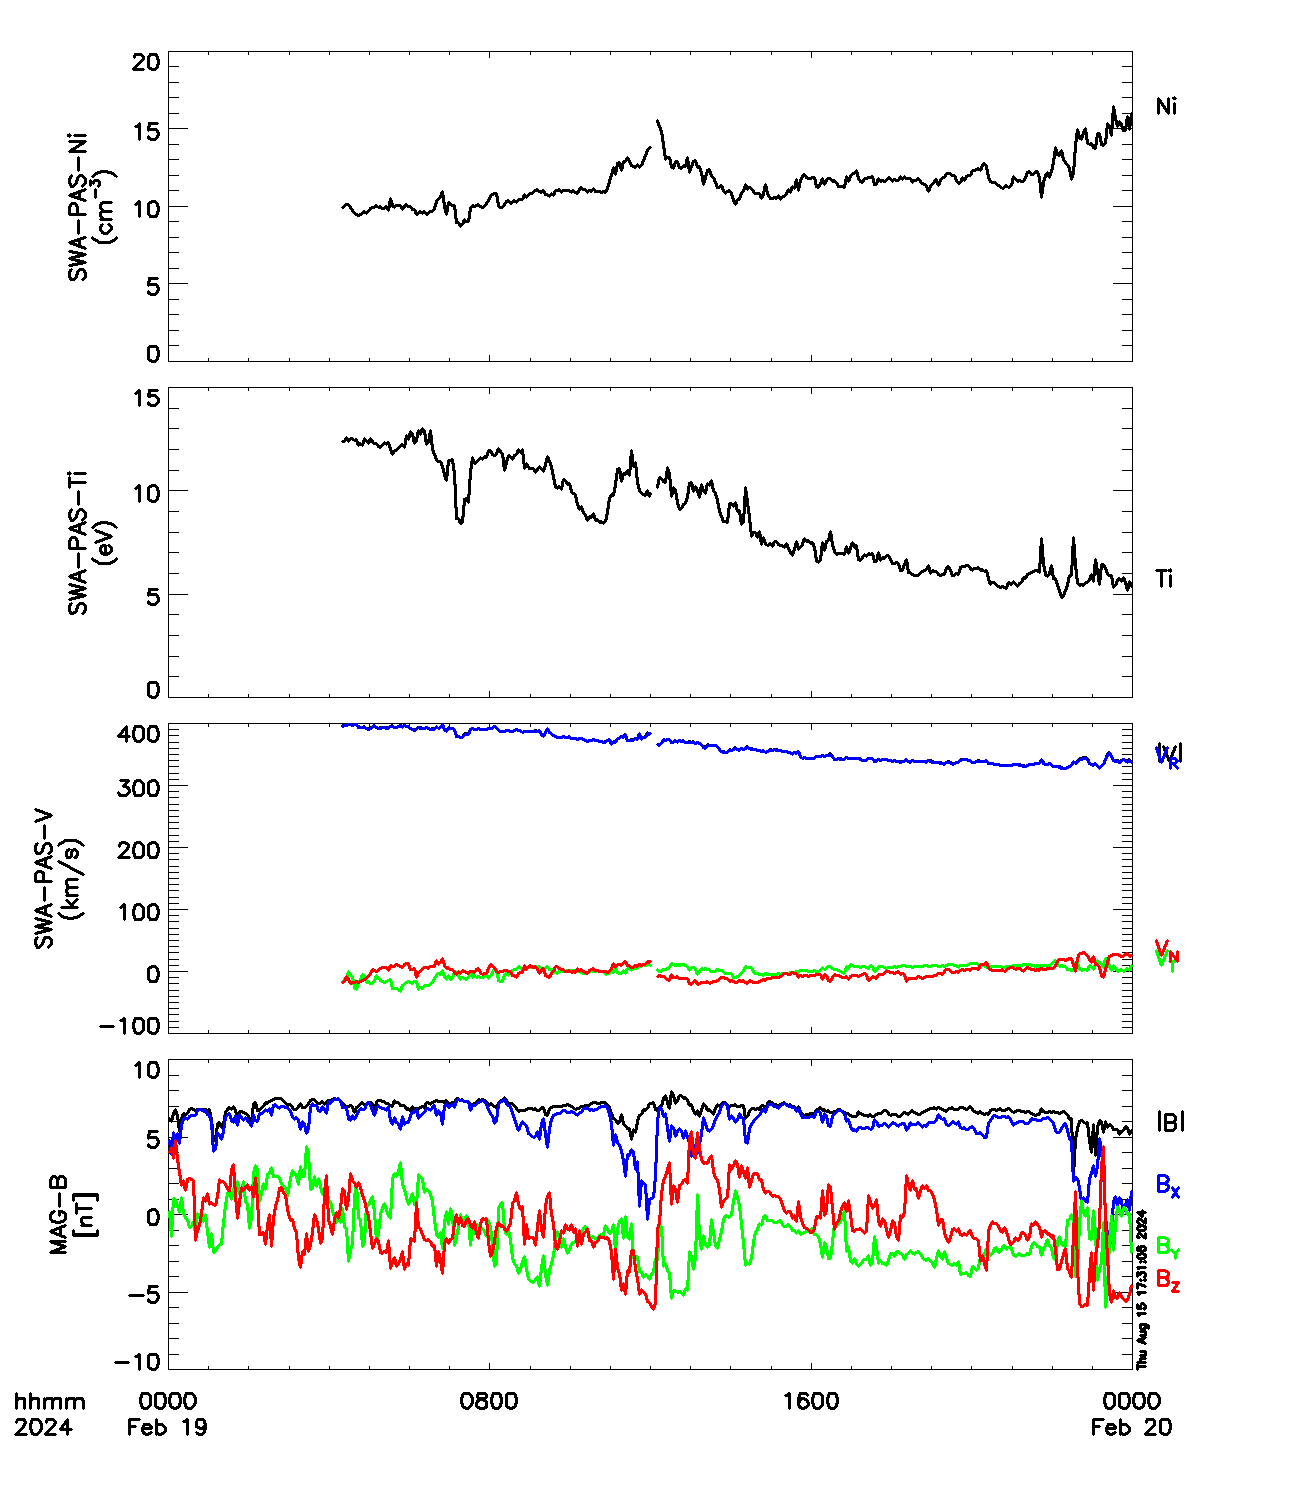 20
15
10
5
0
SWA-PAS-Ni
(cm⁻³)
Ni
15
10
5
0
SWA-PAS-Ti
(eV)
Ti
400
300
200
100
0
-100
SWA-PAS-V
(km/s)
|V|
V_R
V_N
V_T
10
5
0
-5
-10
MAG-B
[nT]
|B|
B_X
B_Y
B_Z
Thu Aug 15 17:31:06 2024
hhmm 0000 0800 1600 0000
2024 Feb 19 Feb 20